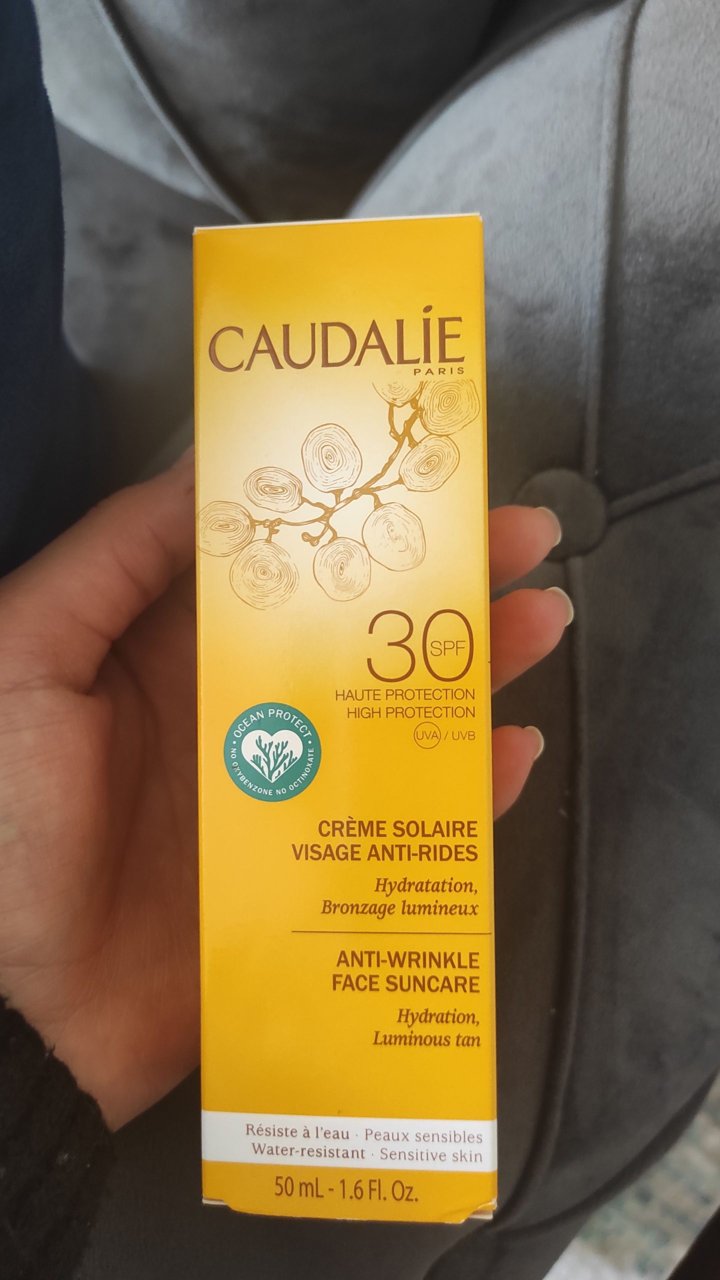 CAUDALÍE
PARIS
30
SPF
HAUTE PROTECTION
HIGH PROTECTION
UVA / UVB
• OCEAN PROTECT •
NO OXYBENZONE NO OCTINOXATE
CRÈME SOLAIRE
VISAGE ANTI-RIDES
Hydratation,
Bronzage lumineux
ANTI-WRINKLE
FACE SUNCARE
Hydration,
Luminous tan
Résiste à l'eau · Peaux sensibles
Water-resistant · Sensitive skin
50 mL - 1.6 Fl. Oz.